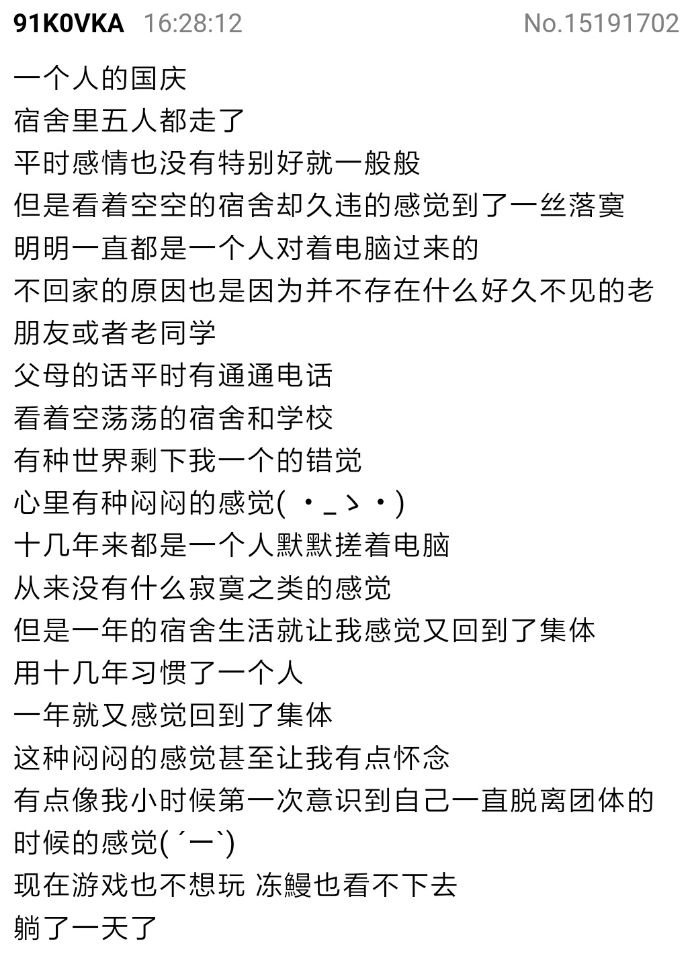 91K0VKA 16:28:12 No.15191702
一个人的国庆
宿舍里五人都走了
平时感情也没有特别好就一般般
但是看着空空的宿舍却久违的感觉到了一丝落寞
明明一直都是一个人对着电脑过来的
不回家的原因也是因为并不存在什么好久不见的老
朋友或者老同学
父母的话平时有通通电话
看着空荡荡的宿舍和学校
有种世界剩下我一个的错觉
心里有种闷闷的感觉( ・_ゝ・)
十几年来都是一个人默默搓着电脑
从来没有什么寂寞之类的感觉
但是一年的宿舍生活就让我感觉又回到了集体
用十几年习惯了一个人
一年就又感觉回到了集体
这种闷闷的感觉甚至让我有点怀念
有点像我小时候第一次意识到自己一直脱离团体的
时候的感觉( ´ー`)
现在游戏也不想玩 冻鳗也看不下去
躺了一天了